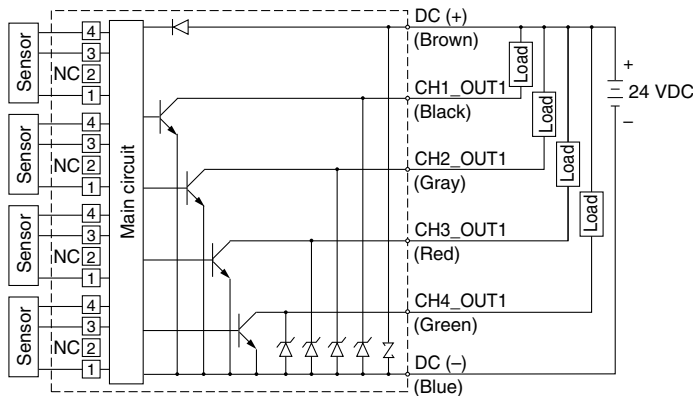 DC (+)
(Brown)
Sensor
4
3
NC 2
1
Sensor
4
3
NC 2
1
Sensor
4
3
NC 2
1
Sensor
4
3
NC 2
1
Main circuit
CH1_OUT1
(Black)
CH2_OUT1
(Gray)
CH3_OUT1
(Red)
CH4_OUT1
(Green)
DC (–)
(Blue)
Load
Load
Load
Load
+
24 VDC
–